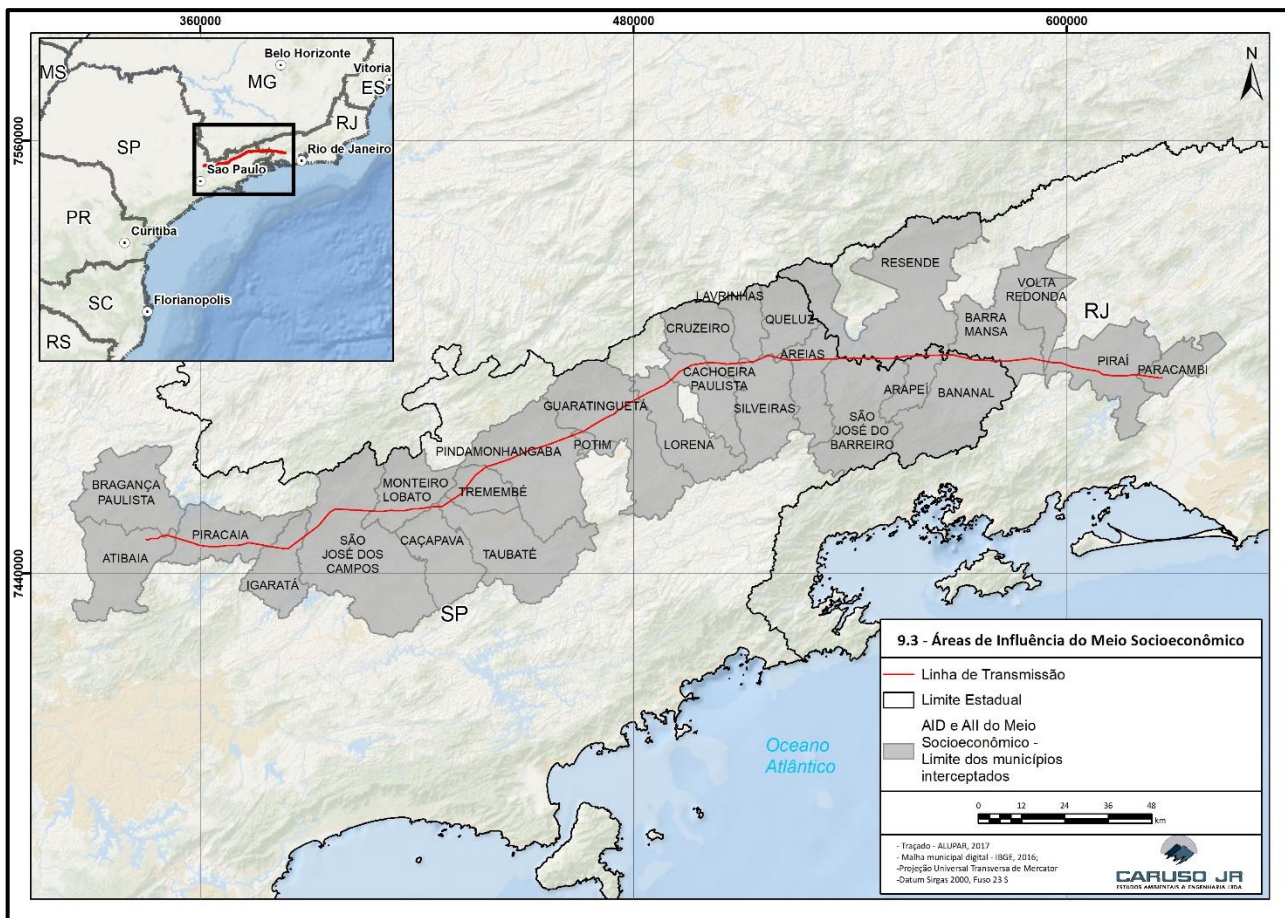 360000
480000
600000
7560000
7440000
MS
Belo Horizonte
MG
Vitoria
ES
SP
RJ
Rio de Janeiro
Sao Paulo
PR
Curitiba
SC
Florianopolis
RS
N
RESENDE
LAVRINHAS
VOLTA
REDONDA
QUELUZ
CRUZEIRO
BARRA
MANSA
RJ
AREIAS
PIRAÍ
CACHOEIRA
PAULISTA
PARACAMBI
ARAPEÍ
BANANAL
GUARATINGUETÁ
SILVEIRAS
SÃO
JOSÉ DO
BARREIRO
POTIM
LORENA
PINDAMONHANGABA
BRAGANÇA
PAULISTA
MONTEIRO
LOBATO
TREMEMBÉ
PIRACAIA
SÃO
JOSÉ DOS
CAMPOS
CAÇAPAVA
TAUBATÉ
ATIBAIA
IGARATÁ
SP
Oceano
Atlântico
9.3 - Áreas de Influência do Meio Socioeconômico
Linha de Transmissão
Limite Estadual
AID e AII do Meio
Socioeconômico -
Limite dos municípios
interceptados
0 12 24 36 48
km
- Traçado - ALUPAR, 2017
- Malha municipal digital - IBGE, 2016;
-Projeção Universal Transversa de Mercator
-Datum Sirgas 2000, Fuso 23 S
CARUSO JR
ESTUDOS AMBIENTAIS & ENGENHARIA LTDA